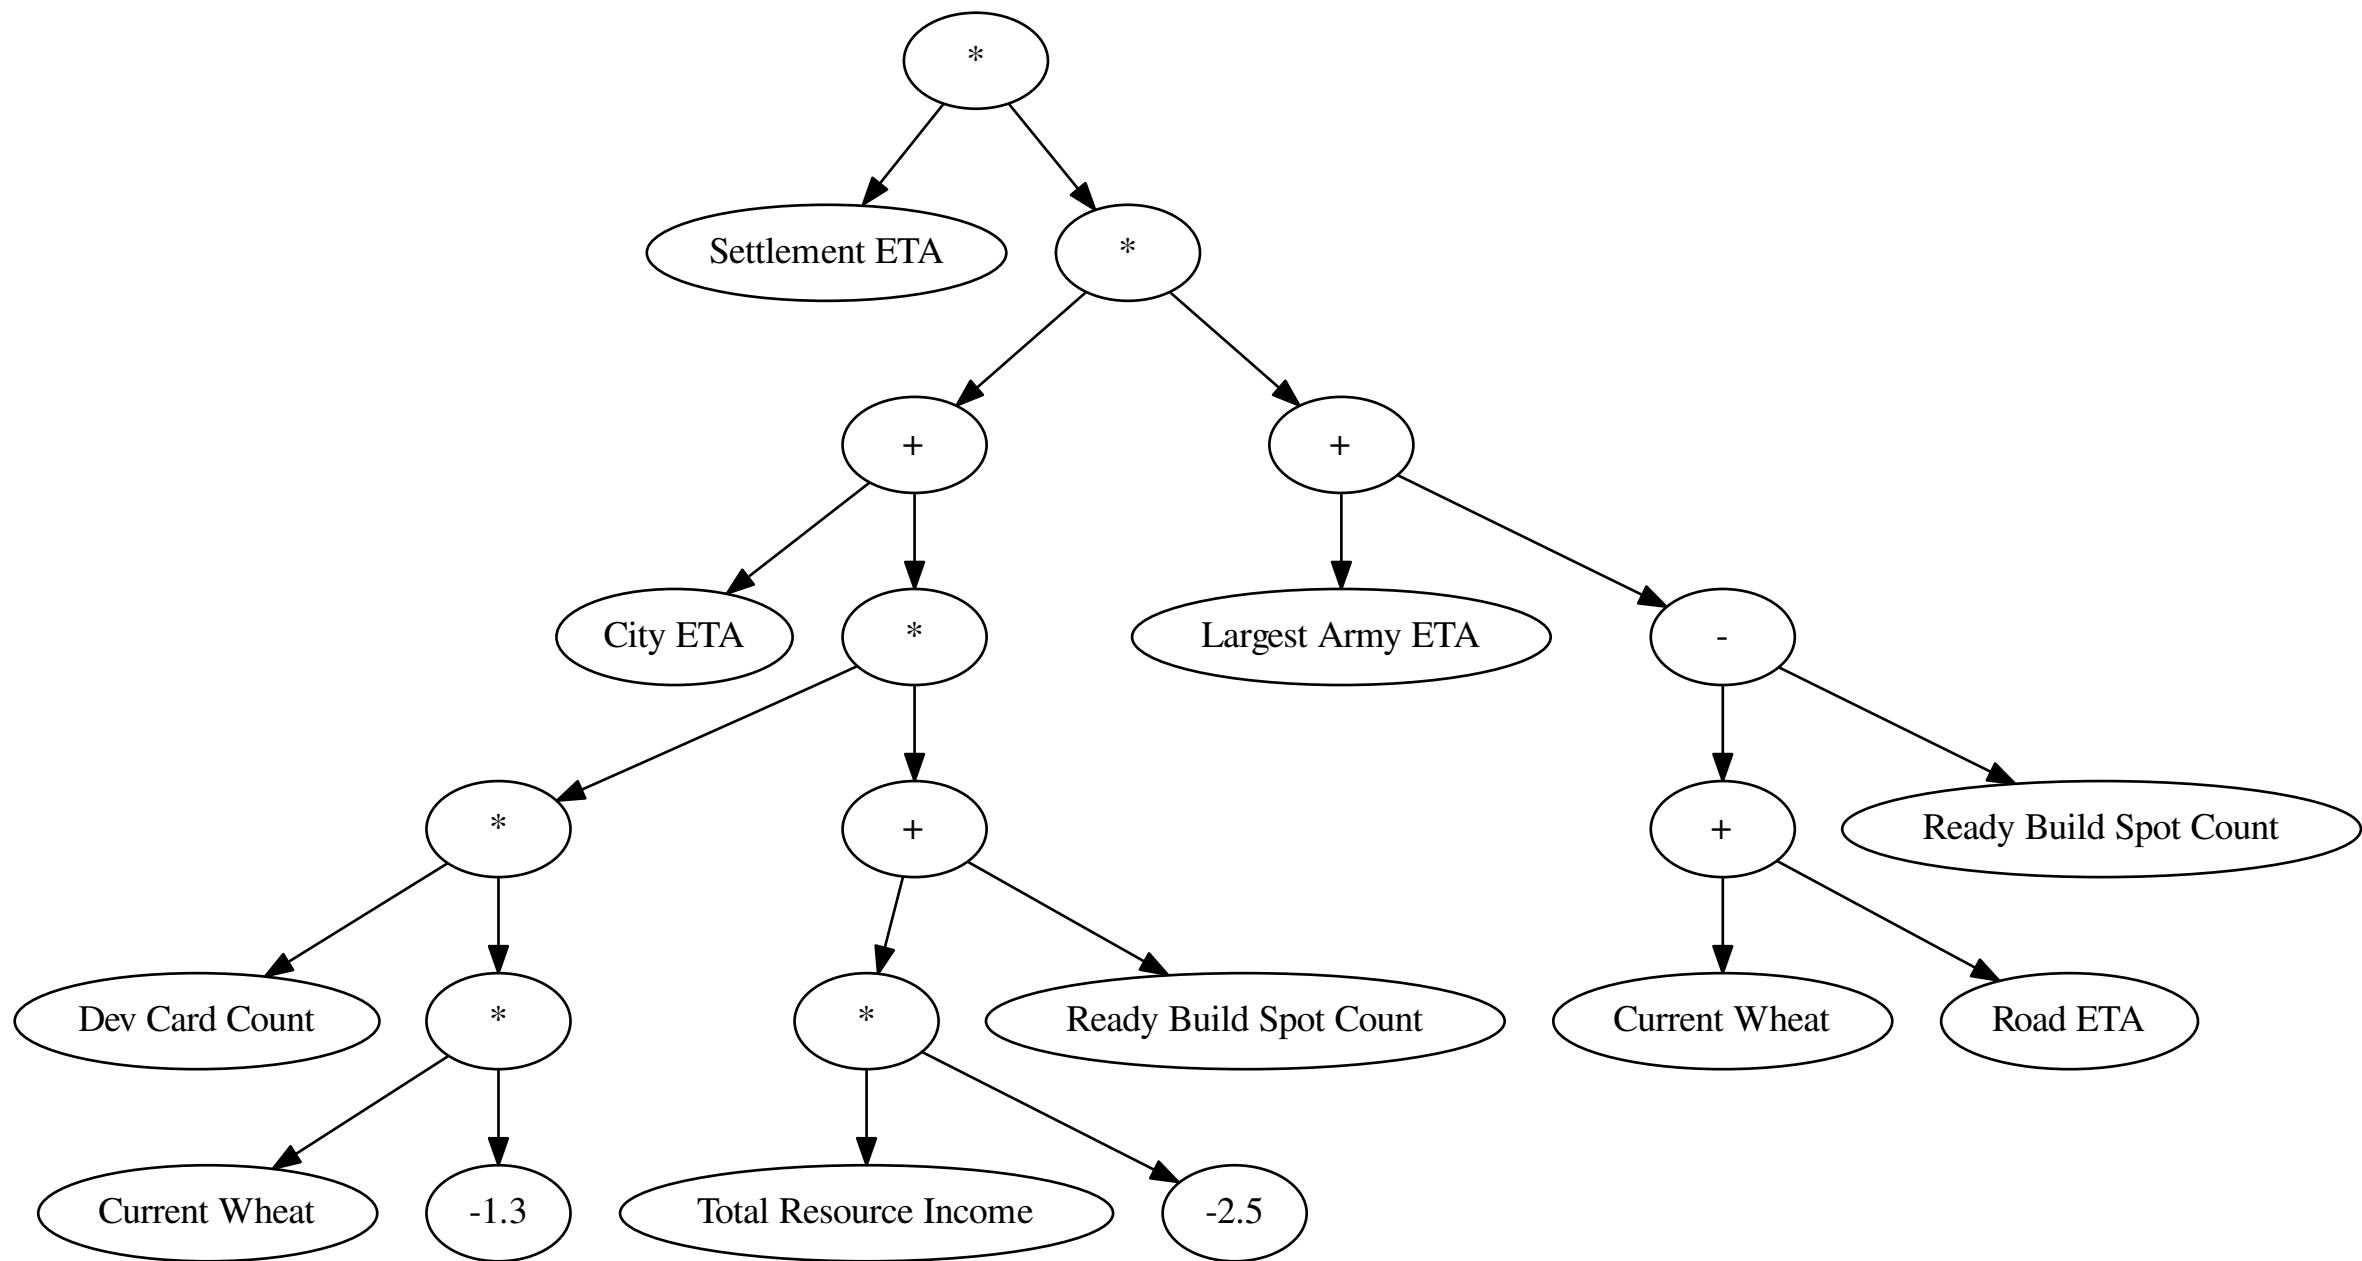 *
Settlement ETA
*
+
+
City ETA
*
Largest Army ETA
-
*
+
+
Ready Build Spot Count
Dev Card Count
*
*
Ready Build Spot Count
Current Wheat
Road ETA
Current Wheat
-1.3
Total Resource Income
-2.5